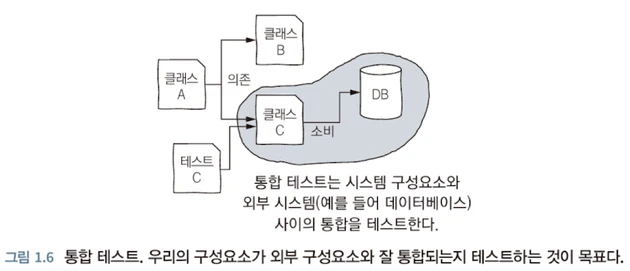 클래스
B
클래스
A
의존
클래스
C
소비
DB
테스트
C
통합 테스트는 시스템 구성요소와
외부 시스템(예를 들어 데이터베이스)
사이의 통합을 테스트한다.
그림 1.6 통합 테스트. 우리의 구성요소가 외부 구성요소와 잘 통합되는지 테스트하는 것이 목표다.